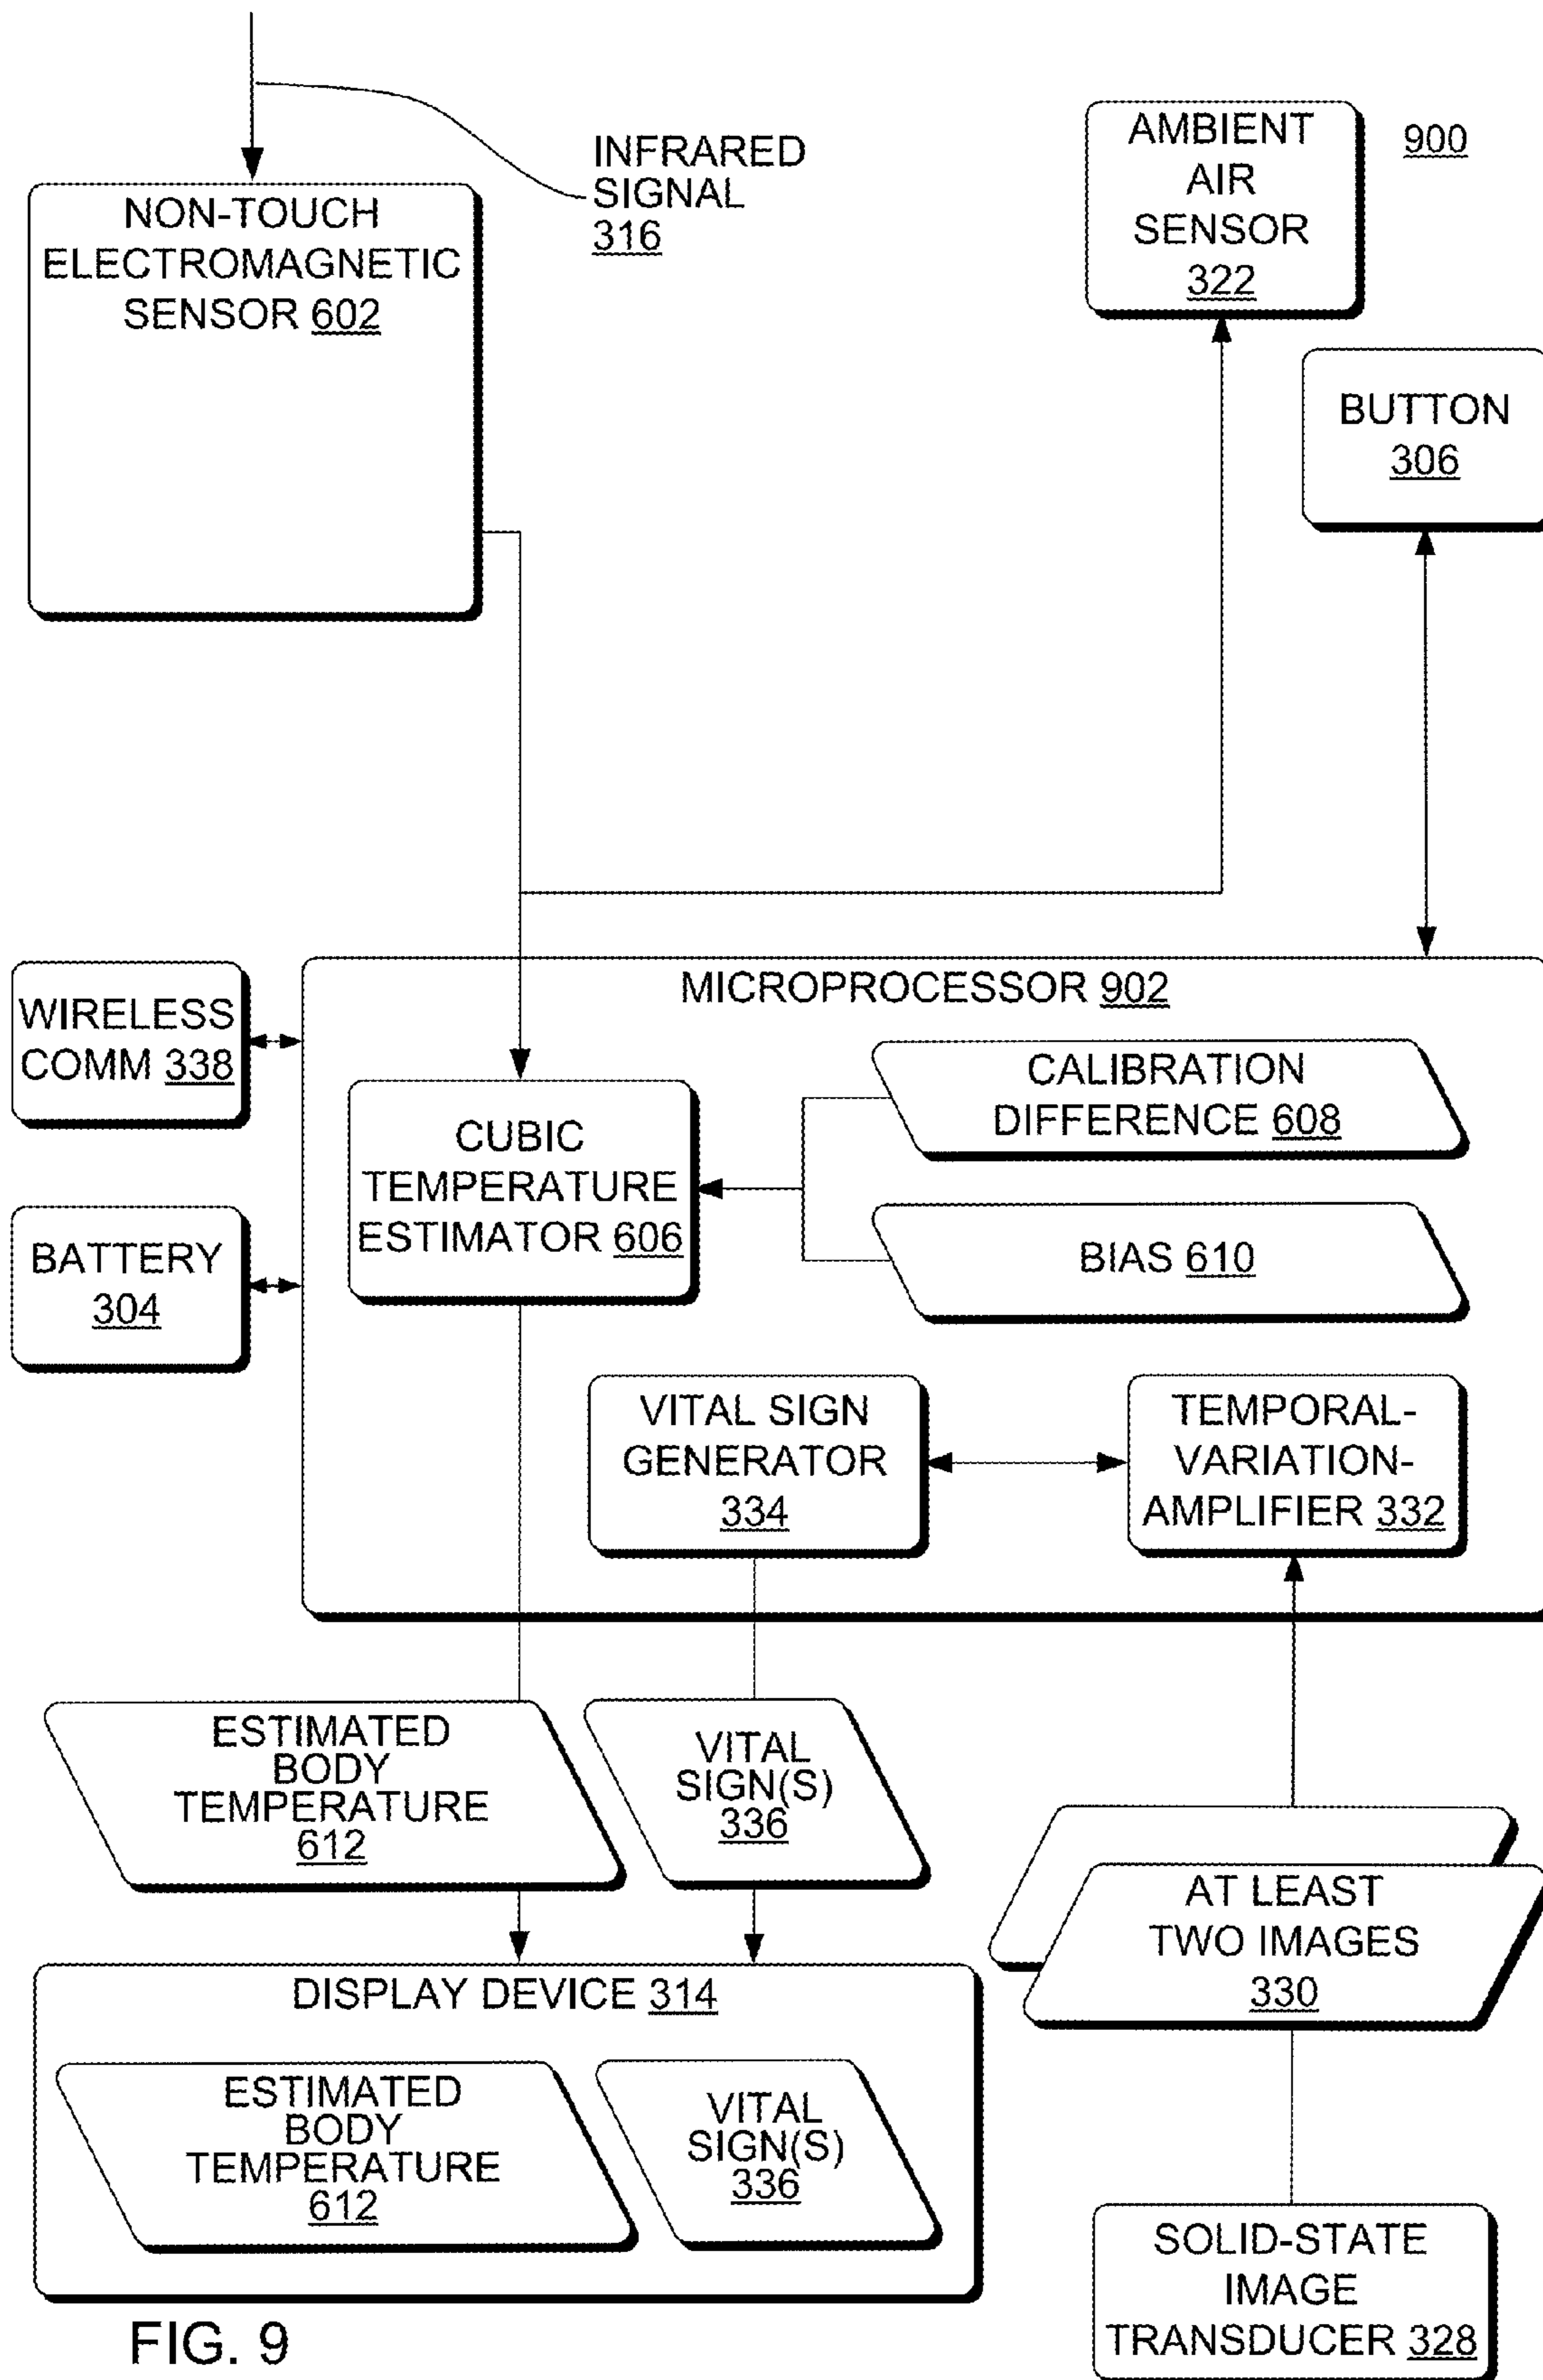 INFRARED
SIGNAL
316
AMBIENT
AIR
SENSOR
322
900
NON-TOUCH
ELECTROMAGNETIC
SENSOR 602
BUTTON
306
MICROPROCESSOR 902
WIRELESS
COMM 338
CALIBRATION
DIFFERENCE 608
CUBIC
TEMPERATURE
ESTIMATOR 606
BATTERY
304
BIAS 610
VITAL SIGN
GENERATOR
334
TEMPORAL-
VARIATION-
AMPLIFIER 332
ESTIMATED
BODY
TEMPERATURE
612
VITAL
SIGN(S)
336
AT LEAST
TWO IMAGES
330
DISPLAY DEVICE 314
ESTIMATED
BODY
TEMPERATURE
612
VITAL
SIGN(S)
336
SOLID-STATE
IMAGE
TRANSDUCER 328
FIG. 9